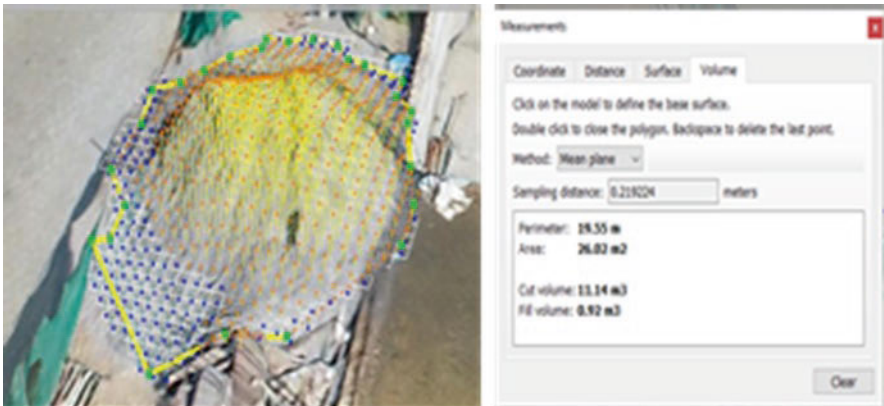 Measurements
Coordinate Distance Surface Volume
Click on the model to define the base surface.
Double click to close the polygon. Backspace to delete the last point.
Method: Mean plane
Sampling distance: 0.219224 meters
Perimeter: 19.55 m
Area: 26.02 m2
Cut volume: 11.14 m3
Fill volume: 0.92 m3
Clear